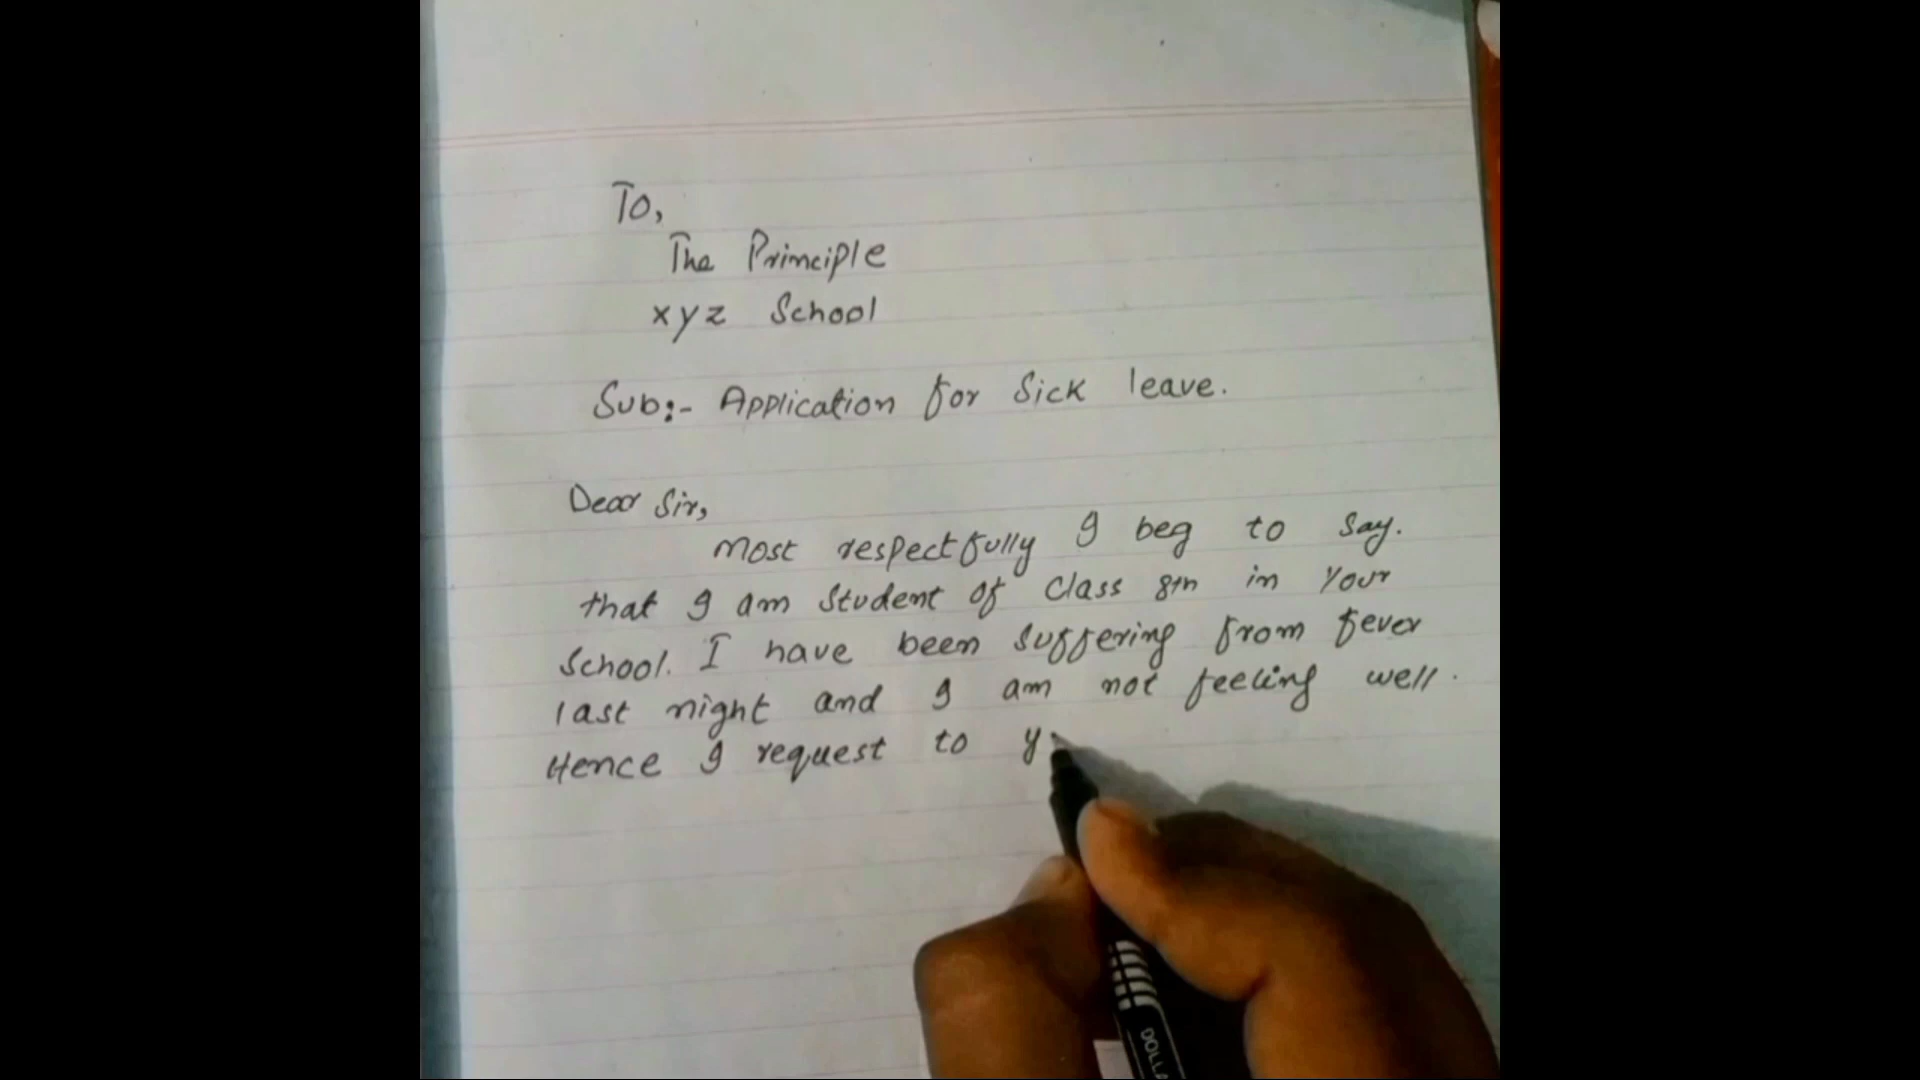 To,
The Principle
xyz School
Sub:- Application for Sick leave.
Dear Sir,
Most respectfully I beg to say.
that I am Student of Class 8th in Your
School. I have been suffering from fever
last night and I am not feeling well.
Hence I request to y
DOLLA